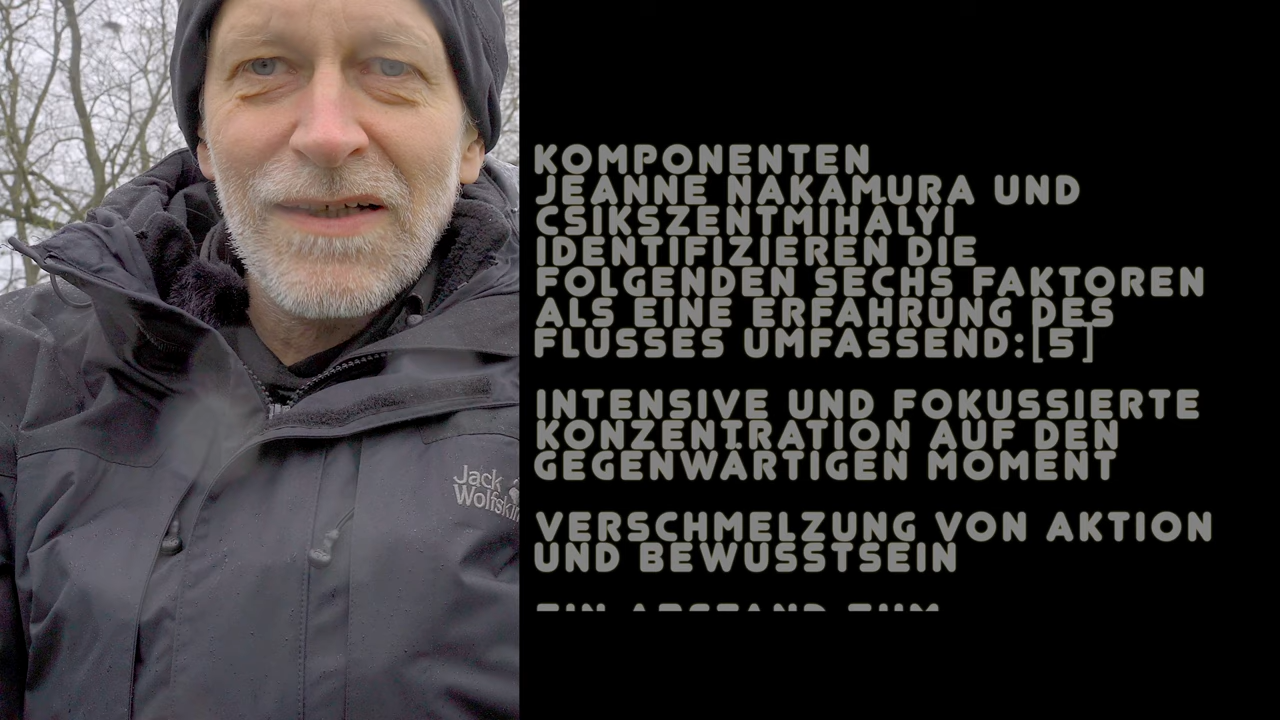 KOMPONENTEN
JEANNE NAKAMURA UND
CSIKSZENTMIHALYI
IDENTIFIZIEREN DIE
FOLGENDEN SECHS FAKTOREN
ALS EINE ERFAHRUNG DES
FLUSSES UMFASSEND:[5]
INTENSIVE UND FOKUSSIERTE
KONZENTRATION AUF DEN
GEGENWÄRTIGEN MOMENT
VERSCHMELZUNG VON AKTION
UND BEWUSSTSEIN
Jack
Wolfskin